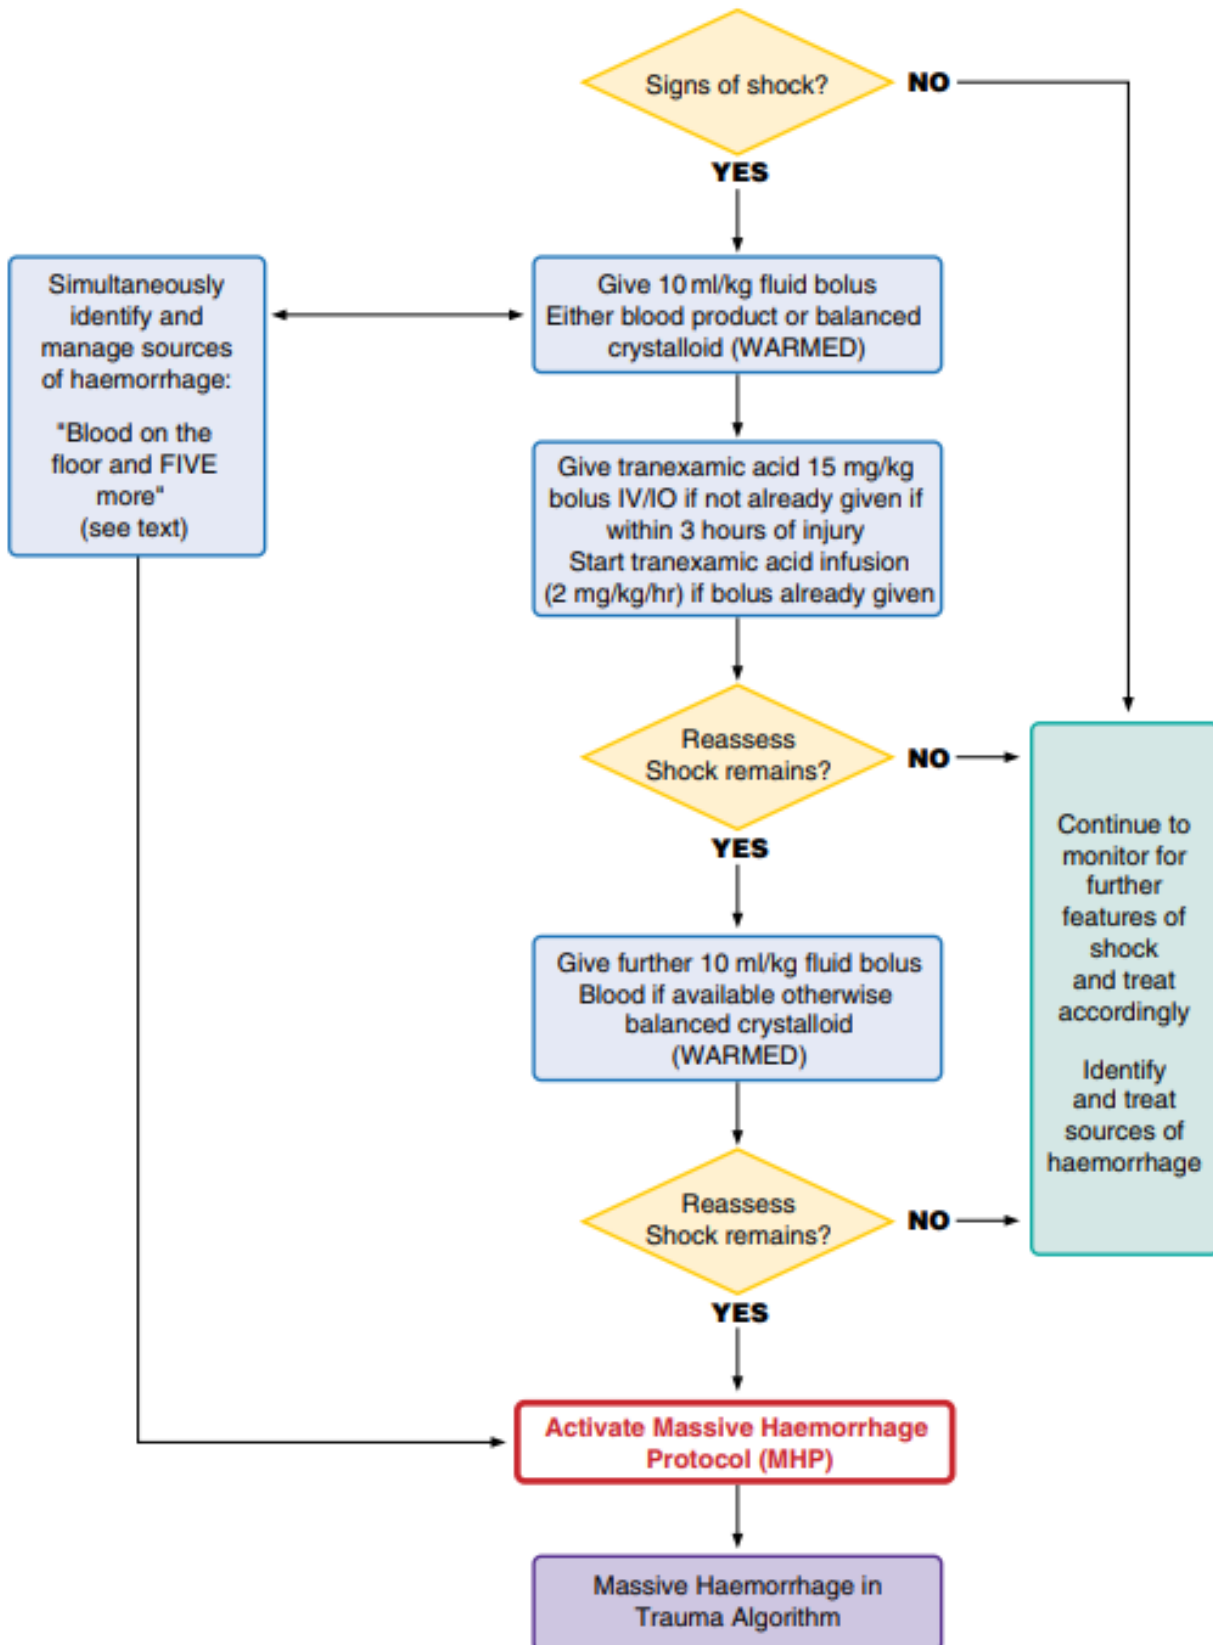 Signs of shock?
NO
YES
Simultaneously
identify and
manage sources
of haemorrhage:
"Blood on the
floor and FIVE
more"
(see text)
Give 10 ml/kg fluid bolus
Either blood product or balanced
crystalloid (WARMED)
Give tranexamic acid 15 mg/kg
bolus IV/IO if not already given if
within 3 hours of injury
Start tranexamic acid infusion
(2 mg/kg/hr) if bolus already given
Reassess
Shock remains?
NO
YES
Continue to
monitor for
further
features of
shock
and treat
accordingly
Identify
and treat
sources of
haemorrhage
Give further 10 ml/kg fluid bolus
Blood if available otherwise
balanced crystalloid
(WARMED)
Reassess
Shock remains?
NO
YES
Activate Massive Haemorrhage
Protocol (MHP)
Massive Haemorrhage in
Trauma Algorithm